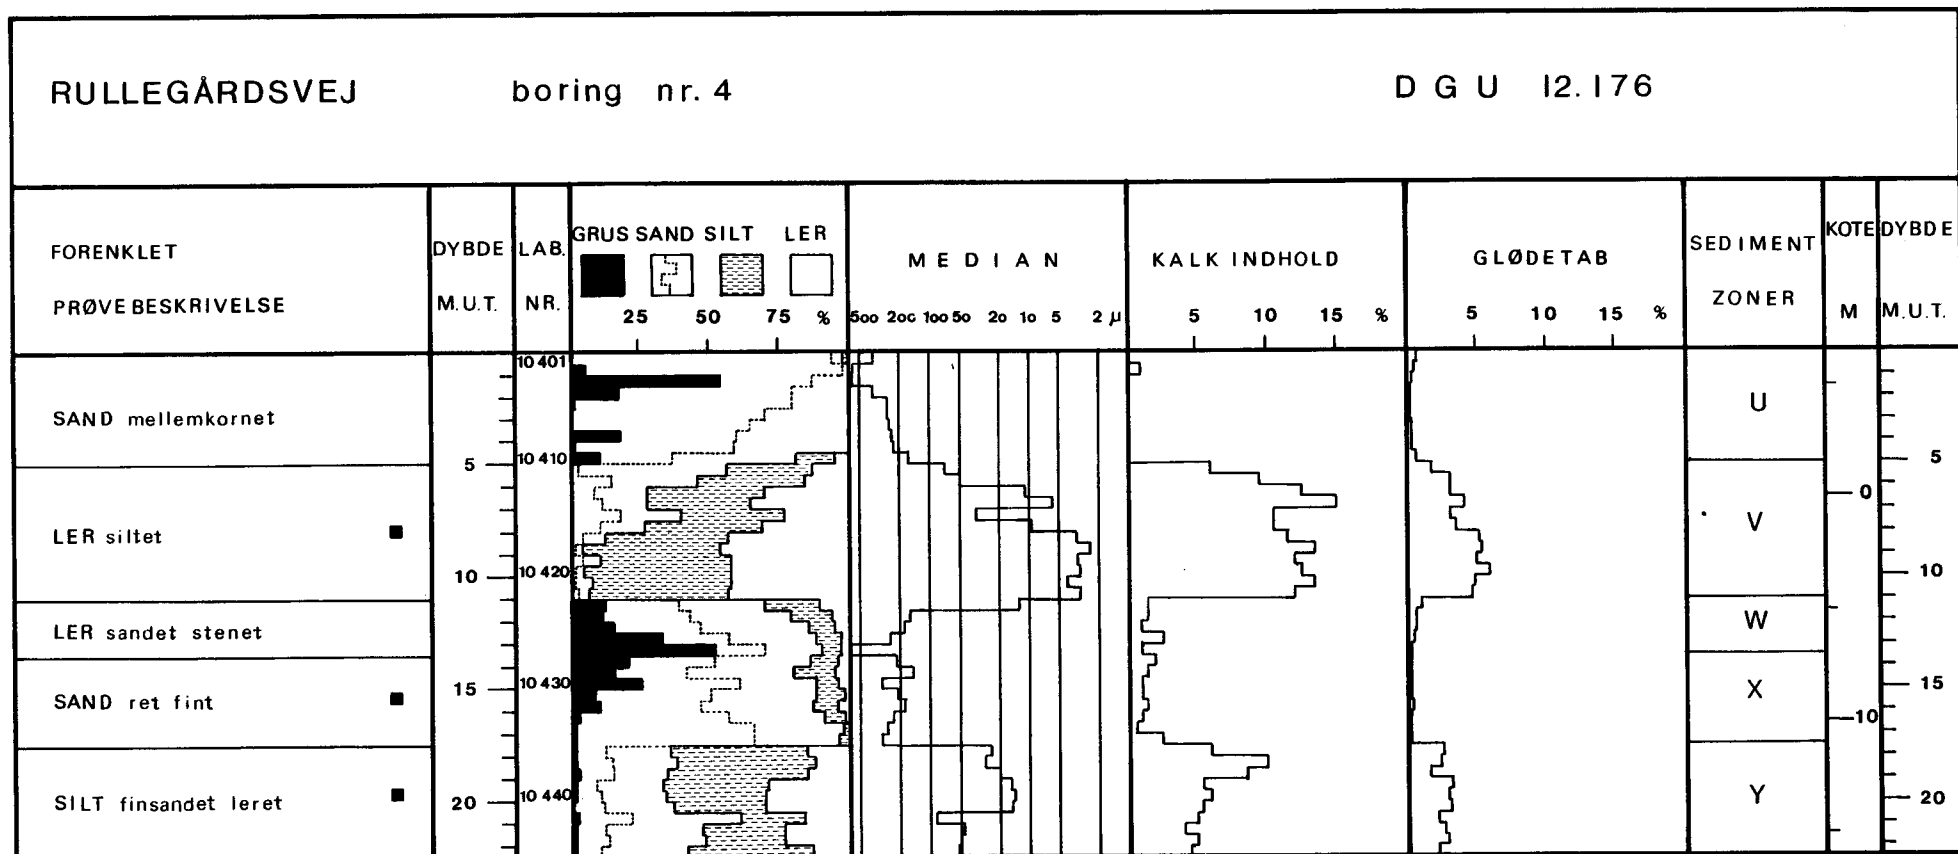 RULLEGÅRDSVEJ boring nr. 4 DGU 12.176
FORENKLET PRØVEBESKRIVELSE
DYBDE M.U.T.
LAB. NR.
GRUS SAND SILT LER
25 50 75 %
MEDIAN
500 200 100 50 20 10 5 2 µ
KALK INDHOLD
5 10 15 %
GLØDETAB
5 10 15 %
SEDIMENT ZONER
KOTE M
DYBDE M.U.T.
10 401
SAND mellemkornet
U
5 10 410 5
0
LER siltet
V
10 10 420 10
LER sandet stenet
W
15 10 430 15
SAND ret fint
X
-10
SILT finsandet leret
Y
20 10 440 20